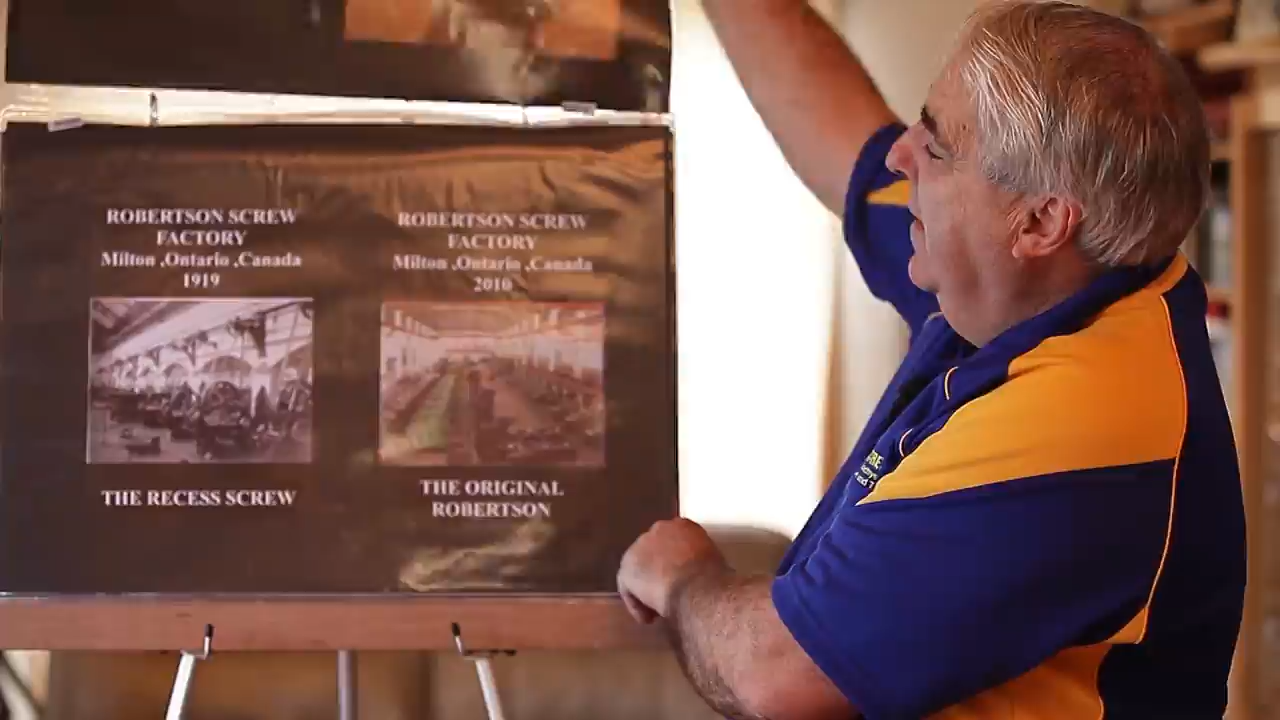 ROBERTSON SCREW
FACTORY
Milton ,Ontario ,Canada
1919
THE RECESS SCREW
ROBERTSON SCREW
FACTORY
Milton ,Ontario ,Canada
2010
THE ORIGINAL
ROBERTSON